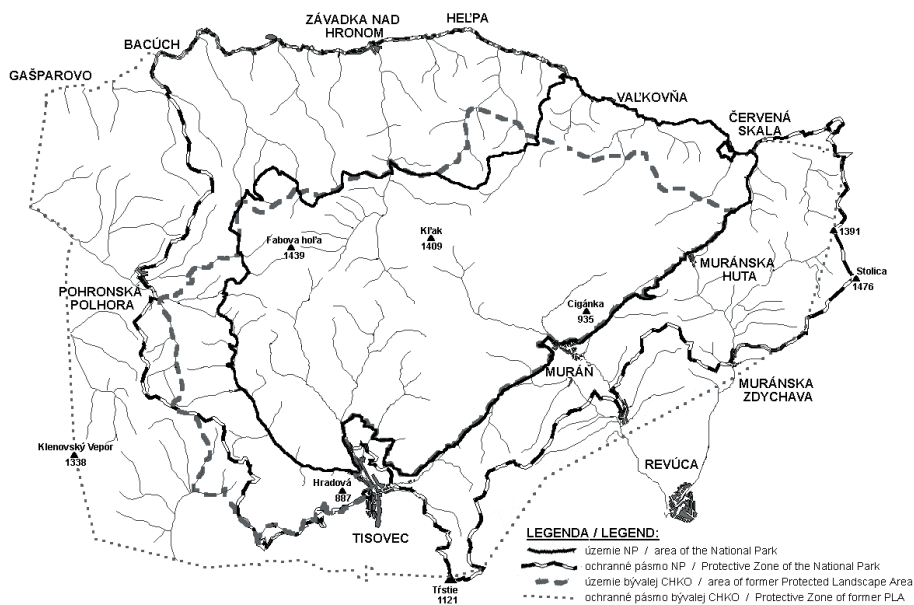 ZÁVADKA NAD
HRONOM
HEĽPA
BACÚCH
GAŠPAROVO
VAĽKOVŇA
ČERVENÁ
SKALA
1391
Kľak
1409
Fabova hoľa
1439
MURÁNSKA
HUTA
Stolica
1476
POHRONSKÁ
POLHORA
Cigánka
935
MURÁŇ
MURÁNSKA
ZDYCHAVA
Klenovský Vepor
1338
REVÚCA
Hradová
887
TISOVEC
Tŕstie
1121
LEGENDA / LEGEND:
územie NP / area of the National Park
ochranné pásmo NP / Protective Zone of the National Park
územie bývalej CHKO / area of former Protected Landscape Area
ochranné pásmo bývalej CHKO / Protective Zone of former PLA